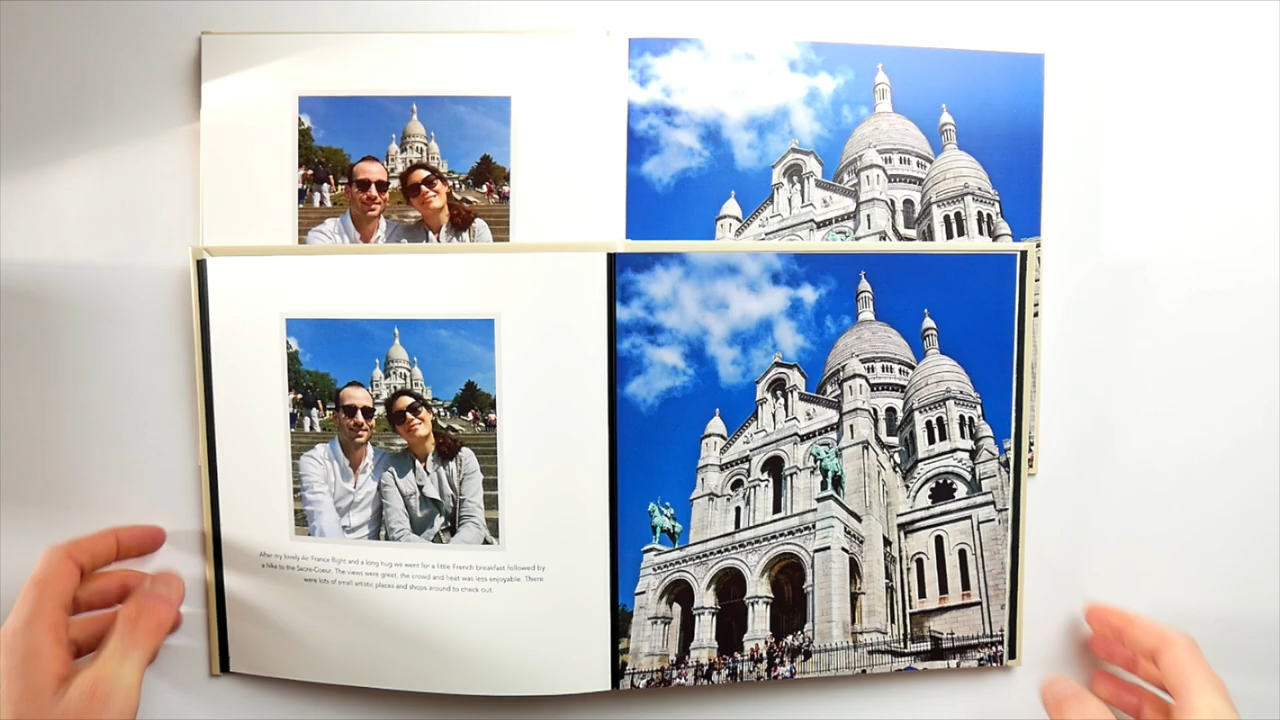 After my lovely Air France flight and a long hug we went for a little French breakfast followed by
a hike to the Sacre-Coeur. The views were great, the crowd and heat was less enjoyable. There
were lots of small artistic places and shops around to check out.